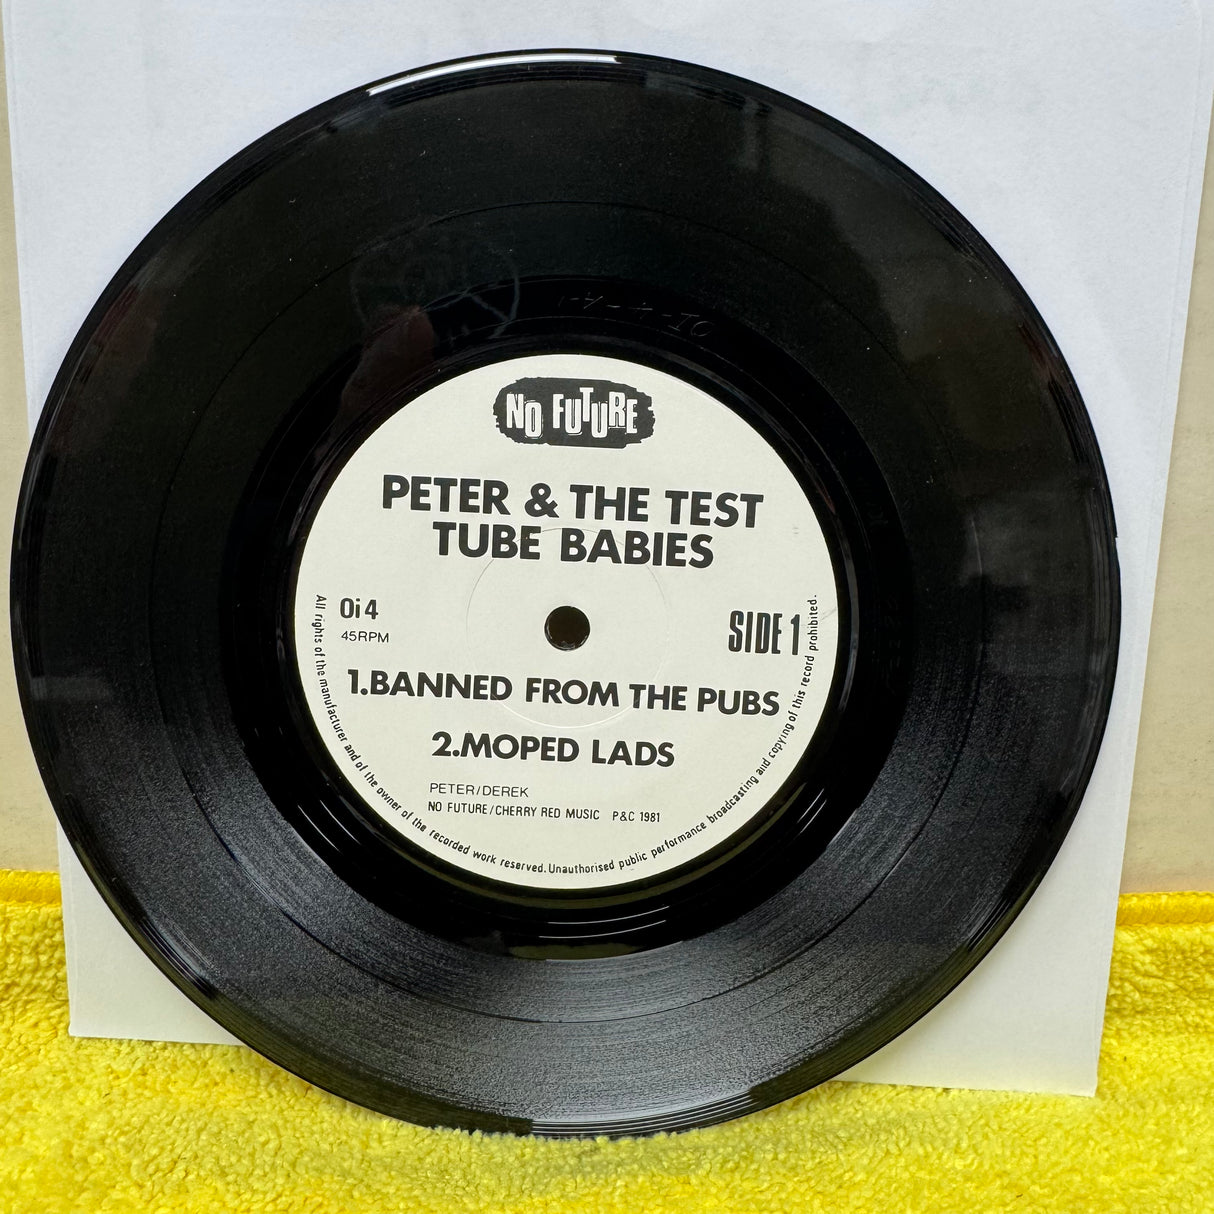 NO FUTURE
PETER & THE TEST
TUBE BABIES
Oi 4
45RPM
SIDE 1
1.BANNED FROM THE PUBS
2.MOPED LADS
PETER/DEREK
NO FUTURE/CHERRY RED MUSIC P&C 1981
All rights of the manufacturer and of the owner of the recorded work reserved. Unauthorised public performance broadcasting and copying of this record prohibited.